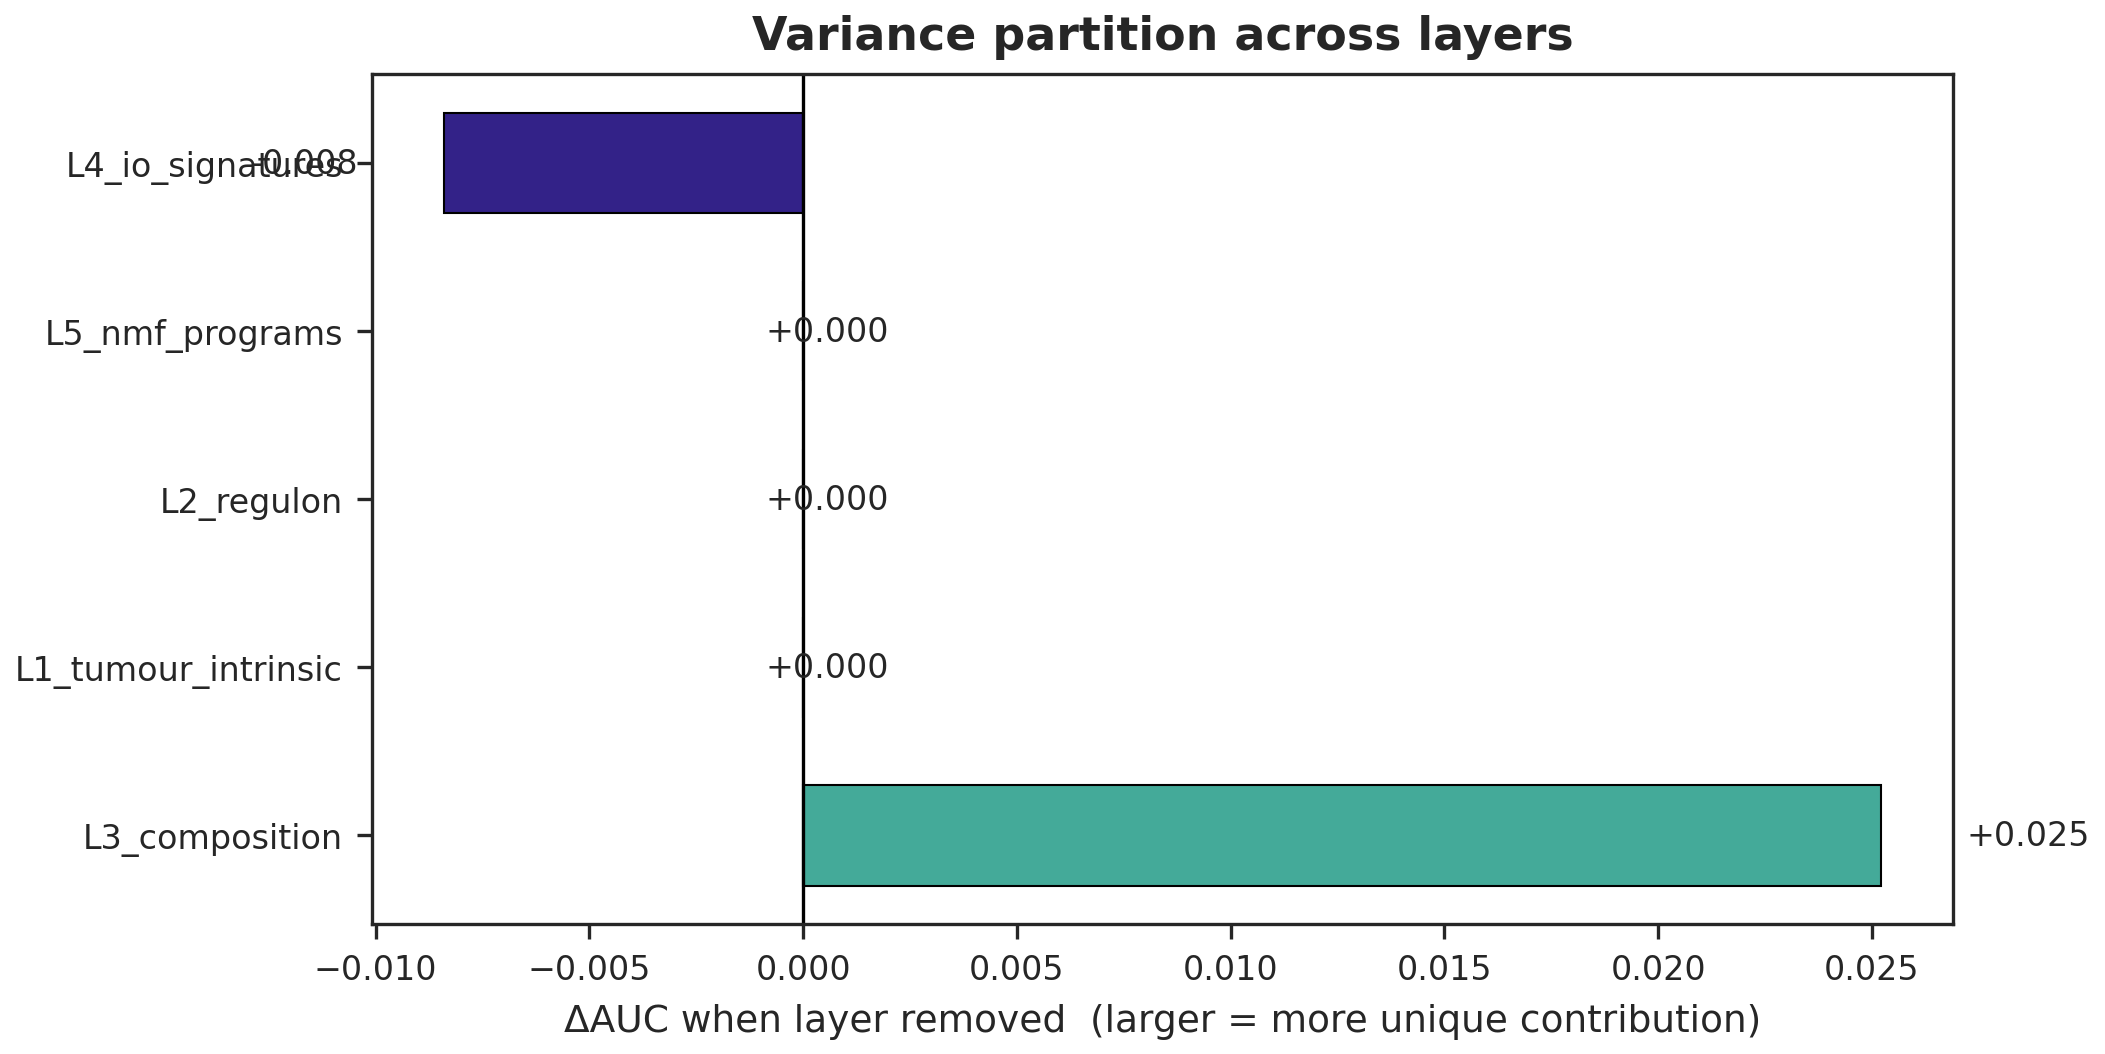 Variance partition across layers
L4_io_signatures
-0.008
L5_nmf_programs
+0.000
L2_regulon
+0.000
L1_tumour_intrinsic
+0.000
L3_composition
+0.025
−0.010 −0.005 0.000 0.005 0.010 0.015 0.020 0.025
ΔAUC when layer removed  (larger = more unique contribution)